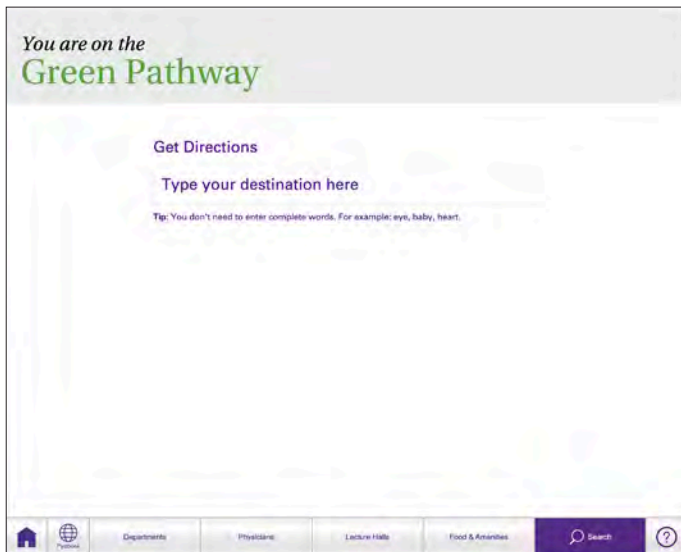 You are on the
Green Pathway
Get Directions
Type your destination here
Tip: You don't need to enter complete words. For example: eye, baby, heart.
Departments
Physicians
Lecture Halls
Food & Amenities
Search
?